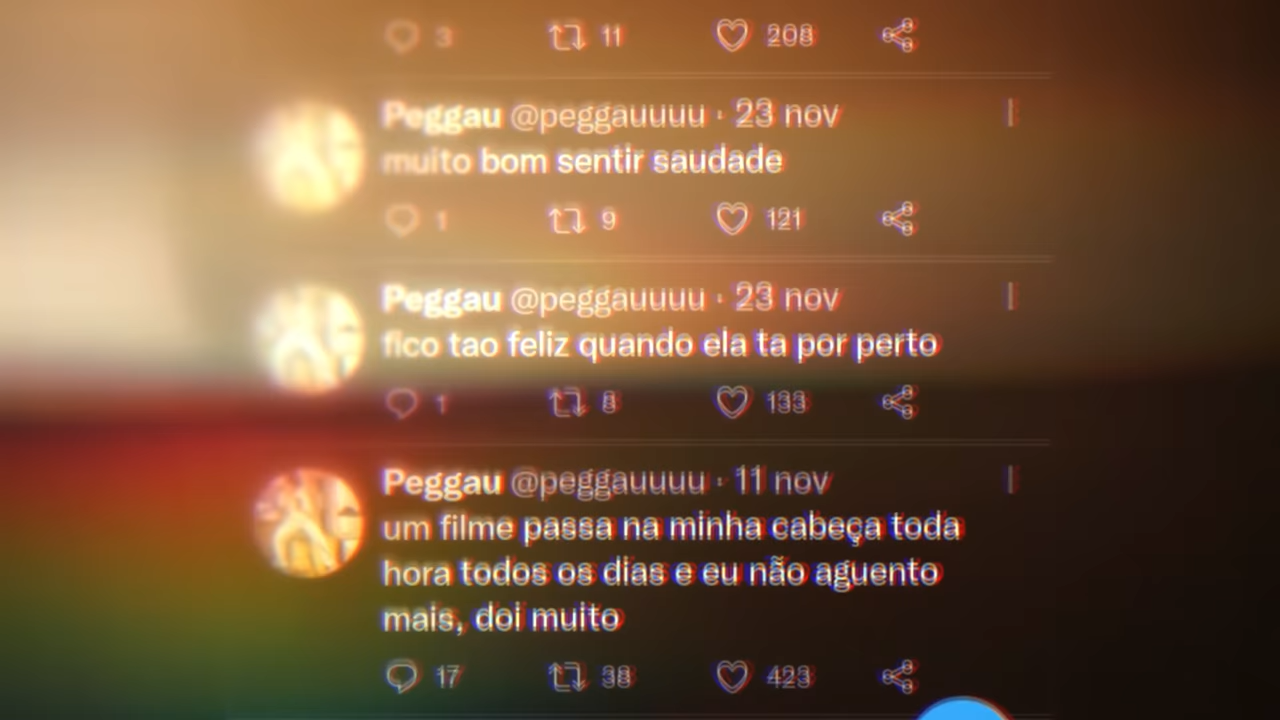 3 11 208
Peggau @peggauuuu · 23 nov
muito bom sentir saudade
1 9 121
Peggau @peggauuuu · 23 nov
fico tao feliz quando ela ta por perto
1 8 133
Peggau @peggauuuu · 11 nov
um filme passa na minha cabeça toda
hora todos os dias e eu não aguento
mais, doi muito
17 38 423